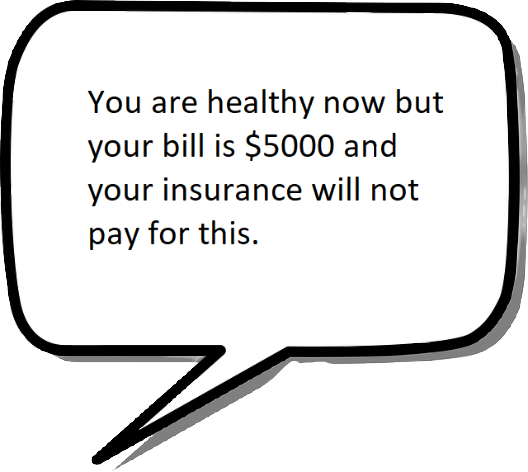 You are healthy now but
your bill is $5000 and
your insurance will not
pay for this.